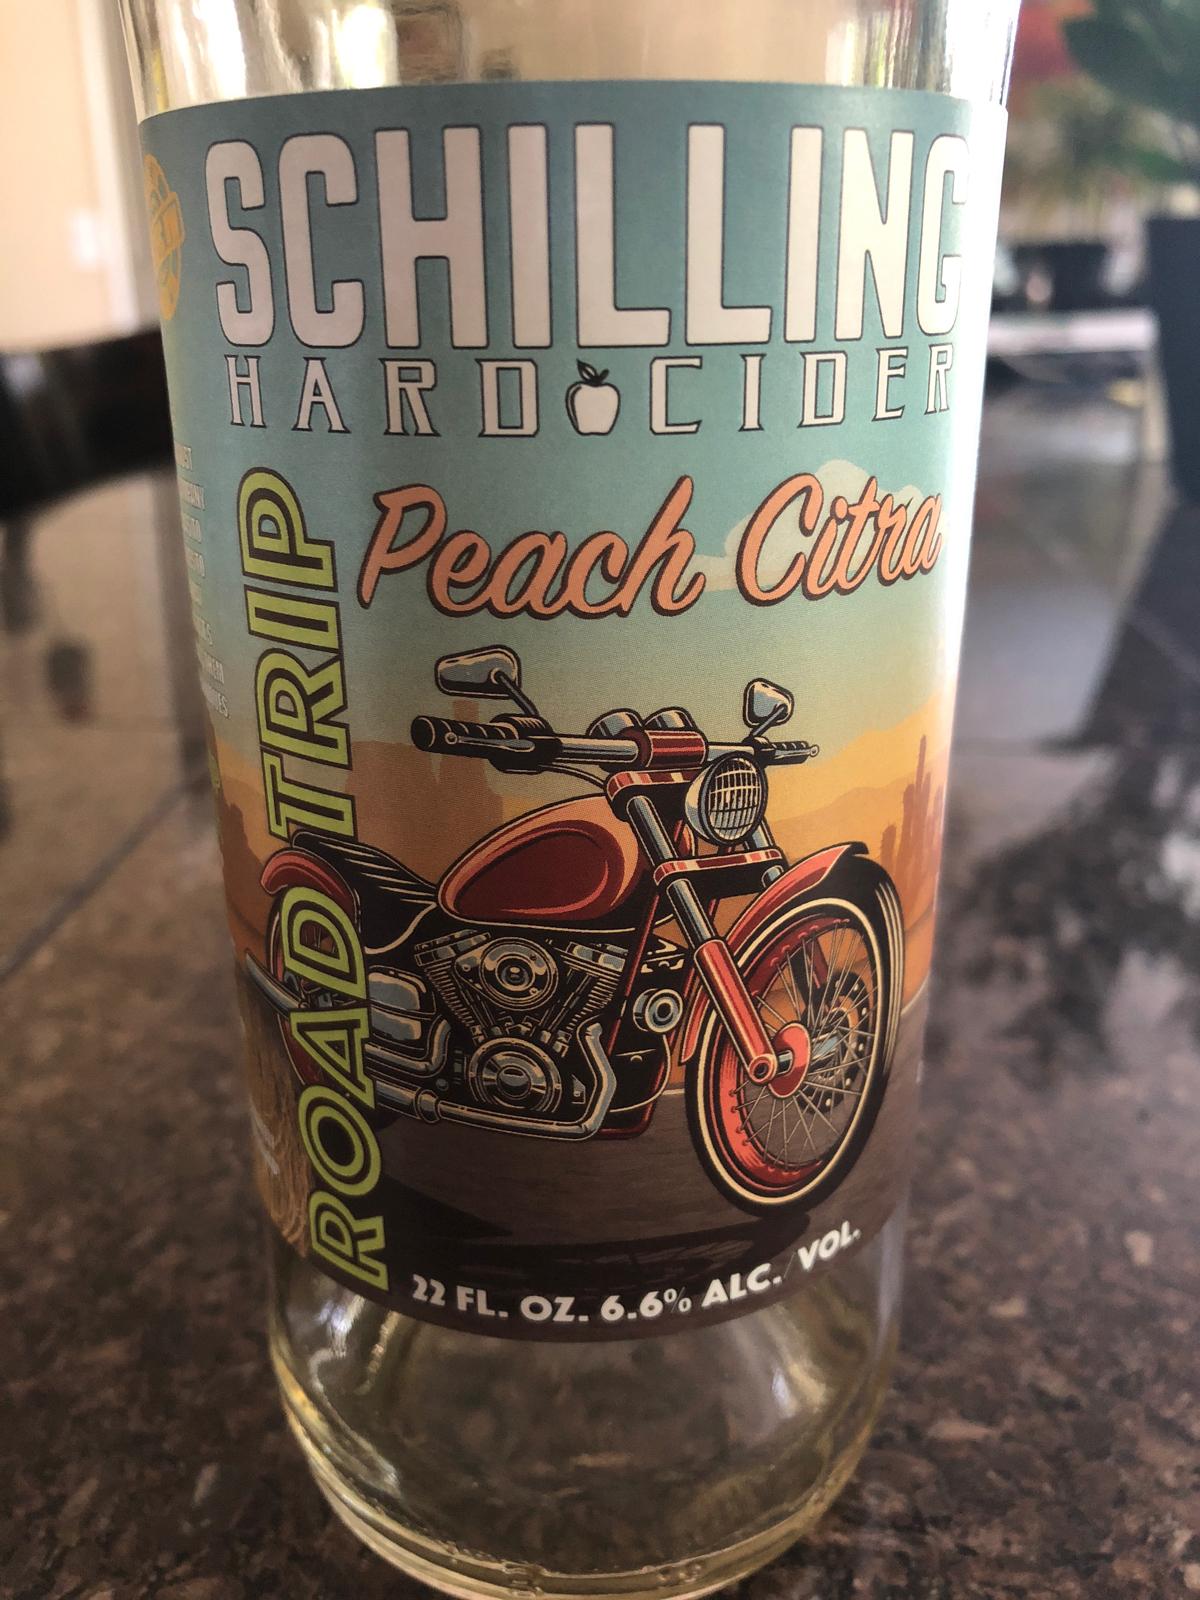 SCHILLING
HARD CIDER
Peach Citra
ROAD TRIP
22 FL. OZ. 6.6% ALC./VOL.